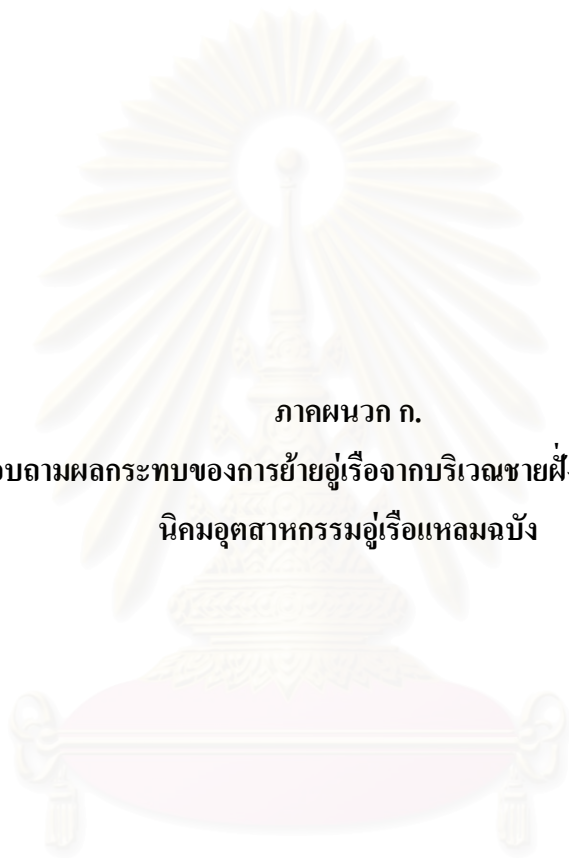 ภาคผนวก ก.
อบถามผลกระทบของการย้ายอู่เรือจากบริเวณชายฝั่ง
นิคมอุตสาหกรรมอู่เรือแหลมฉบัง